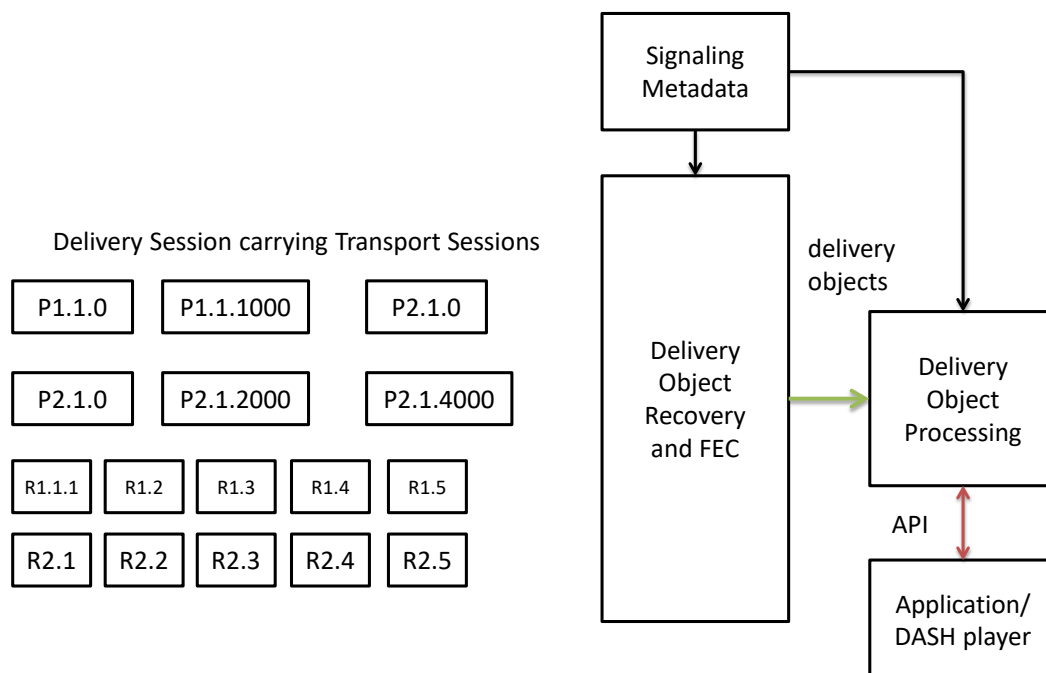 Delivery Session carrying Transport Sessions
P1.1.0
P1.1.1000
P2.1.0
P2.1.0
P2.1.2000
P2.1.4000
R1.1.1
R1.2
R1.3
R1.4
R1.5
R2.1
R2.2
R2.3
R2.4
R2.5
Signaling
Metadata
Delivery
Object
Recovery
and FEC
delivery
objects
Delivery
Object
Processing
API
Application/
DASH player